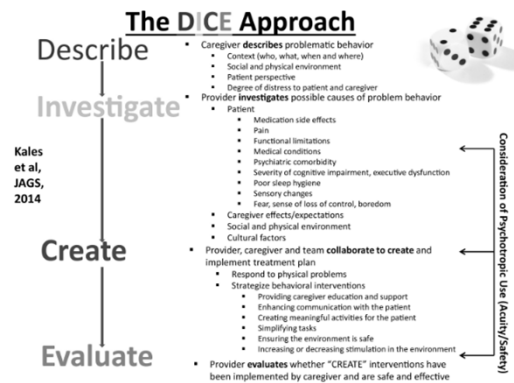 The DICE Approach
Describe
• Caregiver describes problematic behavior
• Context (who, what, when and where)
• Social and physical environment
• Patient perspective
• Degree of distress to patient and caregiver
Investigate
• Provider investigates possible causes of problem behavior
• Patient
• Medication side effects
• Pain
• Functional limitations
• Medical conditions
• Psychiatric comorbidity
• Severity of cognitive impairment, executive dysfunction
• Poor sleep hygiene
• Sensory changes
• Fear, sense of loss of control, boredom
• Caregiver effects/expectations
• Social and physical environment
• Cultural factors
Kales
et al,
JAGS,
2014
Create
• Provider, caregiver and team collaborate to create and
implement treatment plan
• Respond to physical problems
• Strategize behavioral interventions
• Providing caregiver education and support
• Enhancing communication with the patient
• Creating meaningful activities for the patient
• Simplifying tasks
• Ensuring the environment is safe
• Increasing or decreasing stimulation in the environment
Evaluate
• Provider evaluates whether "CREATE" interventions have
been implemented by caregiver and are safe and effective
Consideration of Psychotropic Use (Acuity/Safety)